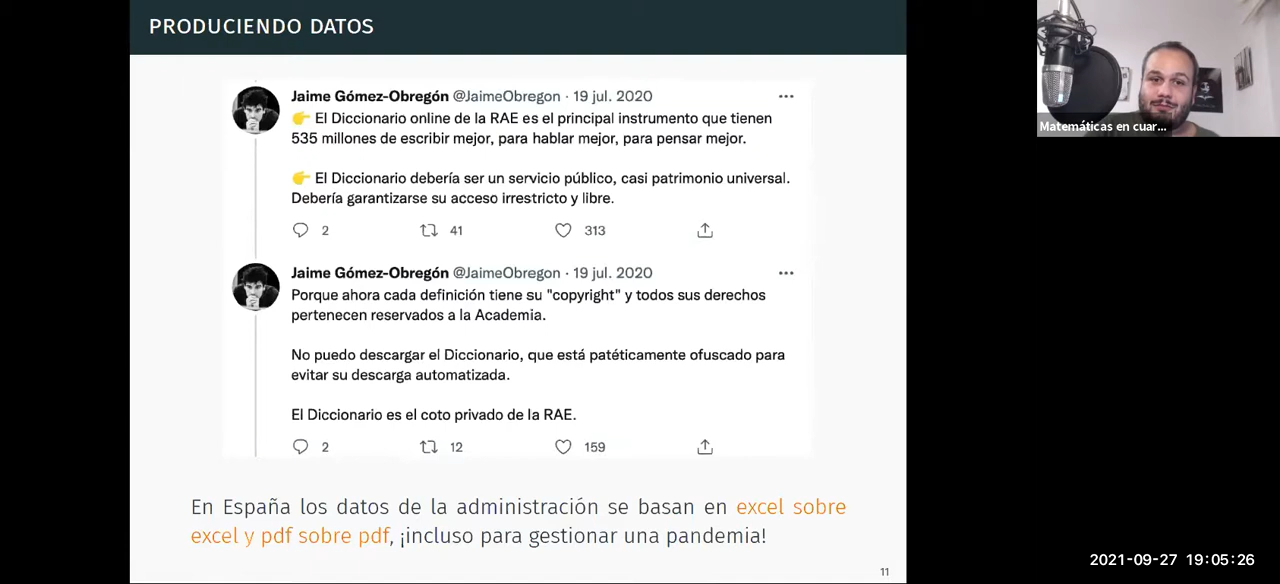 PRODUCIENDO DATOS
Jaime Gómez-Obregón @JaimeObregon · 19 jul. 2020
👉 El Diccionario online de la RAE es el principal instrumento que tienen
535 millones de escribir mejor, para hablar mejor, para pensar mejor.
👉 El Diccionario debería ser un servicio público, casi patrimonio universal.
Debería garantizarse su acceso irrestricto y libre.
2 41 313
Jaime Gómez-Obregón @JaimeObregon · 19 jul. 2020
Porque ahora cada definición tiene su "copyright" y todos sus derechos
pertenecen reservados a la Academia.
No puedo descargar el Diccionario, que está patéticamente ofuscado para
evitar su descarga automatizada.
El Diccionario es el coto privado de la RAE.
2 12 159
En España los datos de la administración se basan en excel sobre
excel y pdf sobre pdf, ¡incluso para gestionar una pandemia!
11
Matemáticas en cuar...
2021-09-27 19:05:26